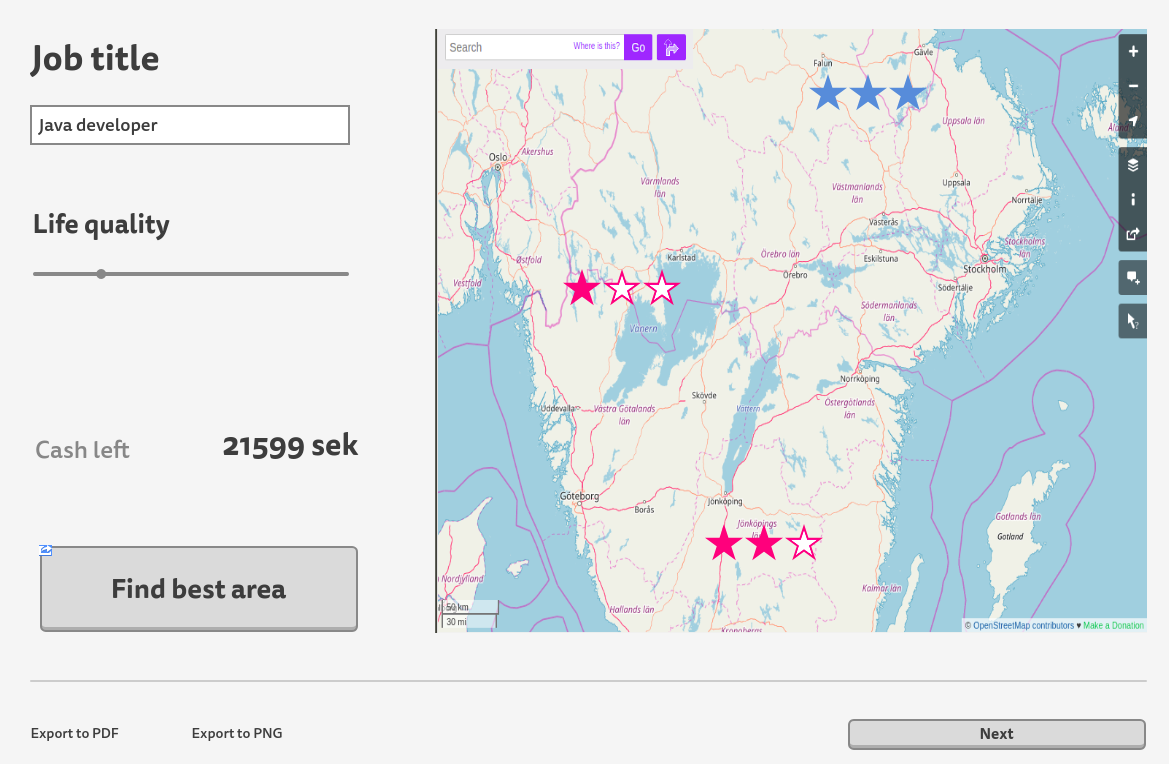 Job title
Java developer
Life quality
Cash left
21599 sek
Find best area
Search
Where is this?
Go
Falun
Gävle
Uppsala län
Oslo
Akershus
Värmlands
län
Västmanlands
län
Uppsala
Norrtälje
Västerås
Østfold
Karlstad
Örebro län
Eskilstuna
Stockholms
län
Stockholm
Vestfold
Örebro
Södertälje
Södermanlands
län
Vänern
Norrköping
Skövde
Uddevalla
Västra Götalands
län
Vättern
Östergötlands
län
Göteborg
Borås
Jönköping
Jönköpings
Gotlands län
Gotland
Nordjylland
Kalmar län
Hallands län
Kronobergs
50 km
30 mi
© OpenStreetMap contributors ♥ Make a Donation
Export to PDF
Export to PNG
Next